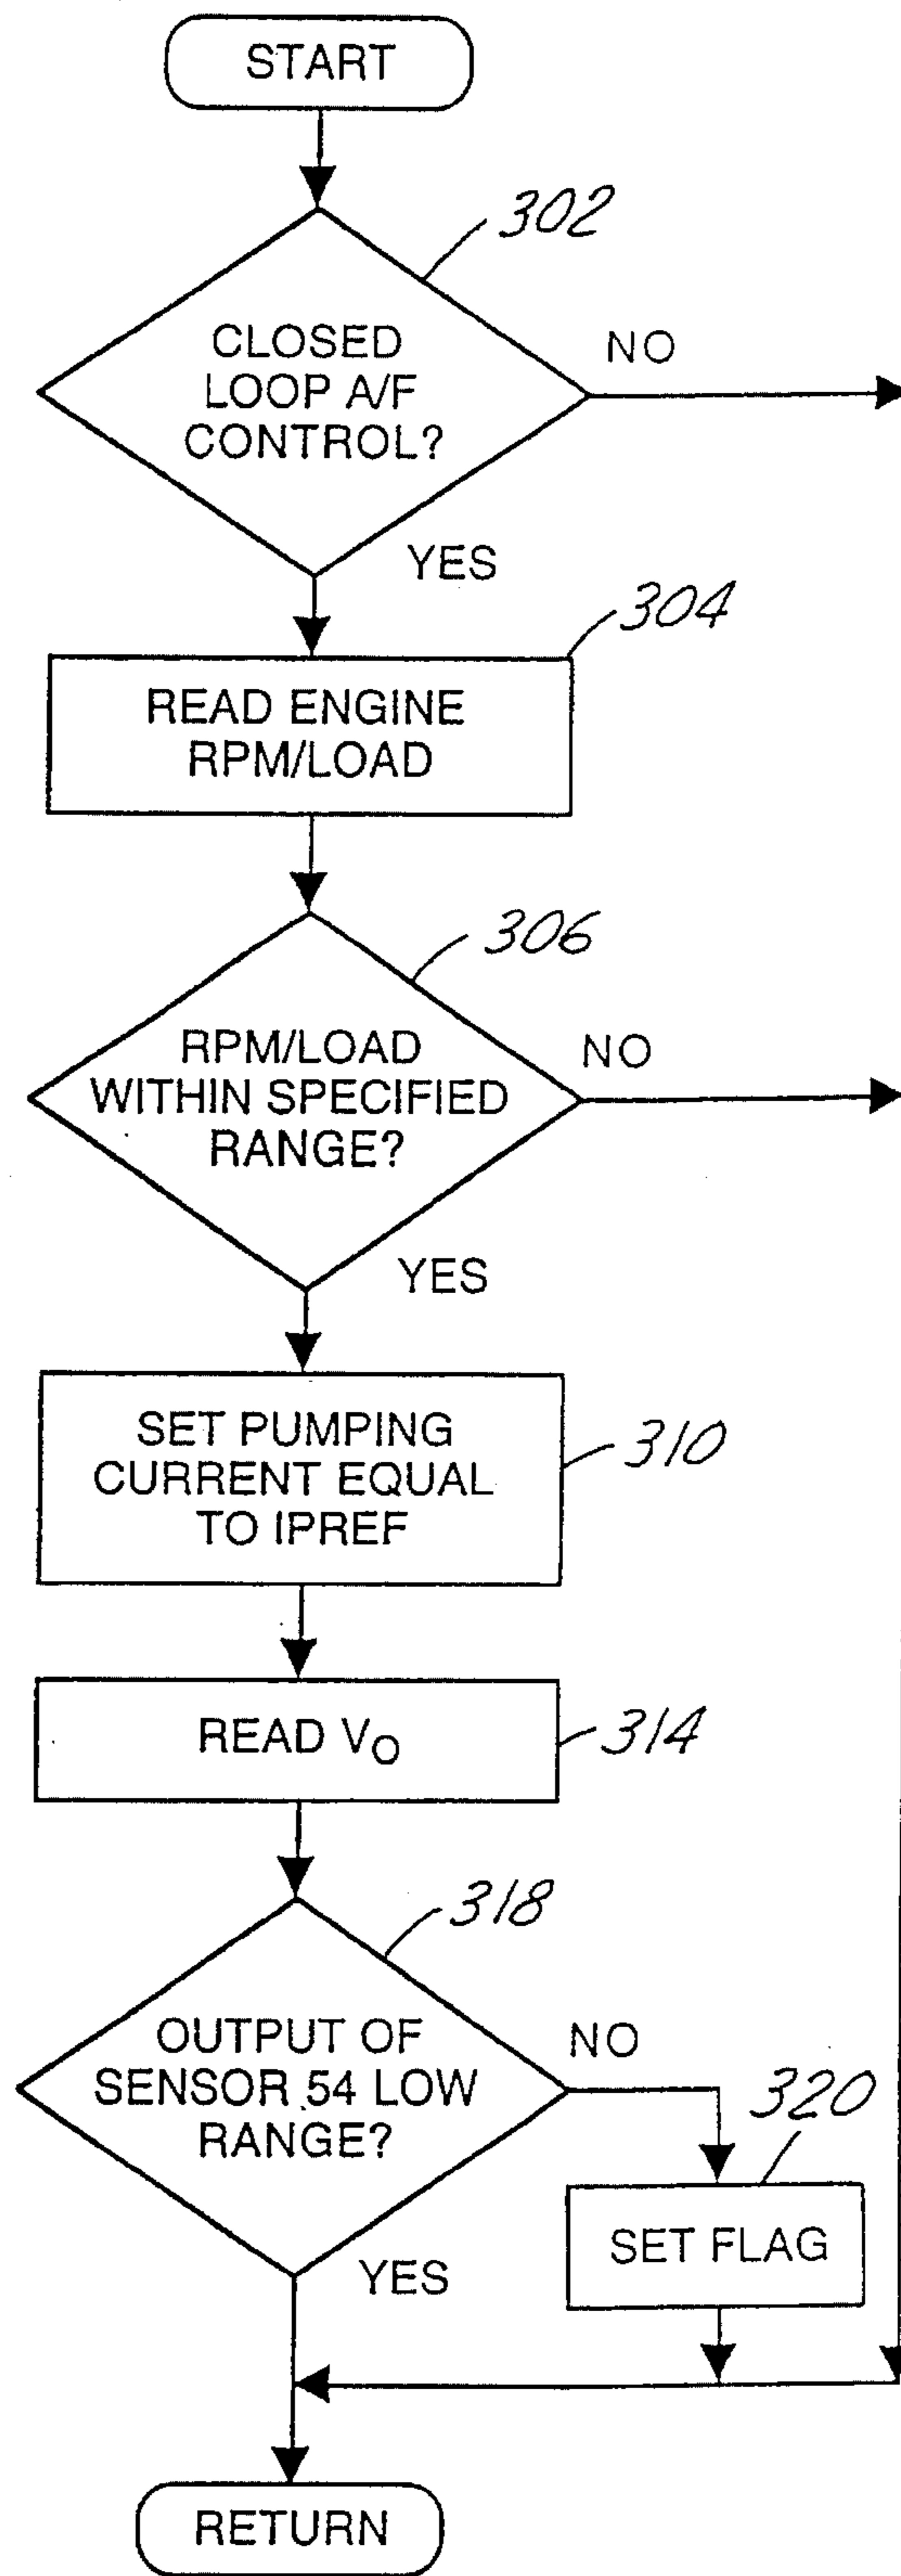 START
302
CLOSED
LOOP A/F
CONTROL?
NO
YES
304
READ ENGINE
RPM/LOAD
306
RPM/LOAD
WITHIN SPECIFIED
RANGE?
NO
YES
310
SET PUMPING
CURRENT EQUAL
TO IPREF
READ VO
314
318
OUTPUT OF
SENSOR 54 LOW
RANGE?
NO
320
SET FLAG
YES
RETURN